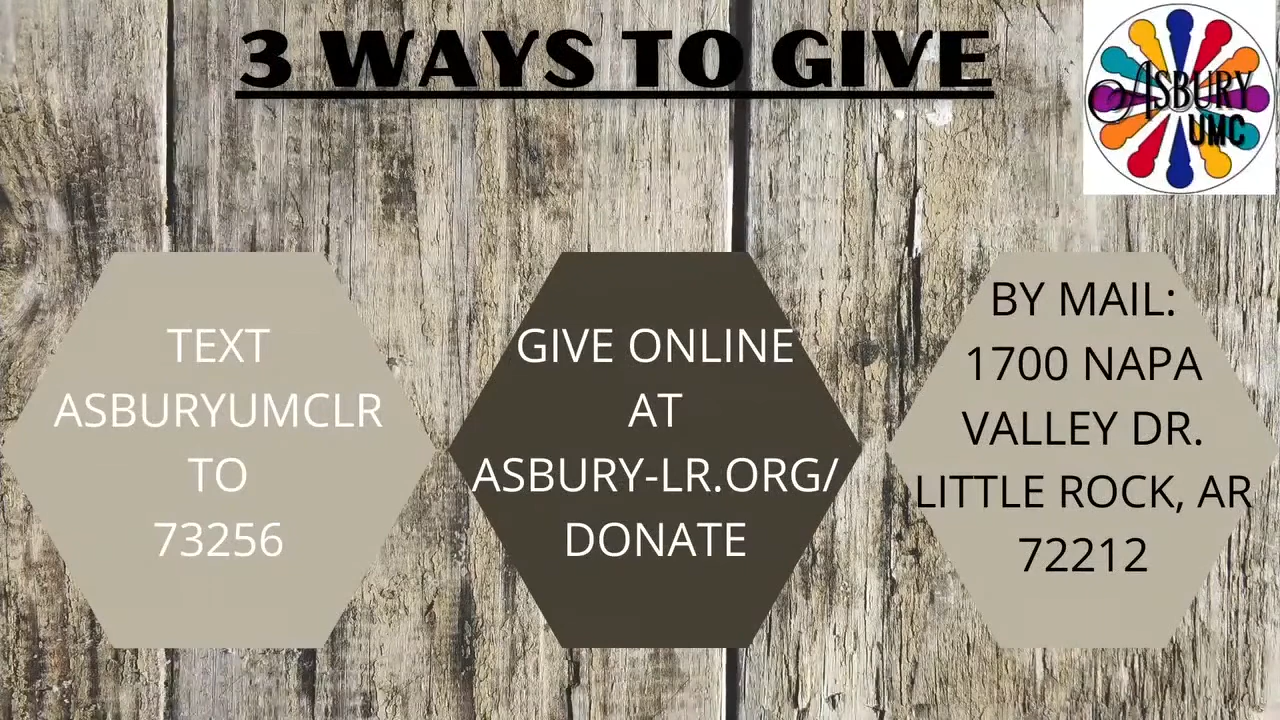 3 WAYS TO GIVE
ASBURY
UMC
TEXT
ASBURYUMCLR
TO
73256
GIVE ONLINE
AT
ASBURY-LR.ORG/
DONATE
BY MAIL:
1700 NAPA
VALLEY DR.
LITTLE ROCK, AR
72212